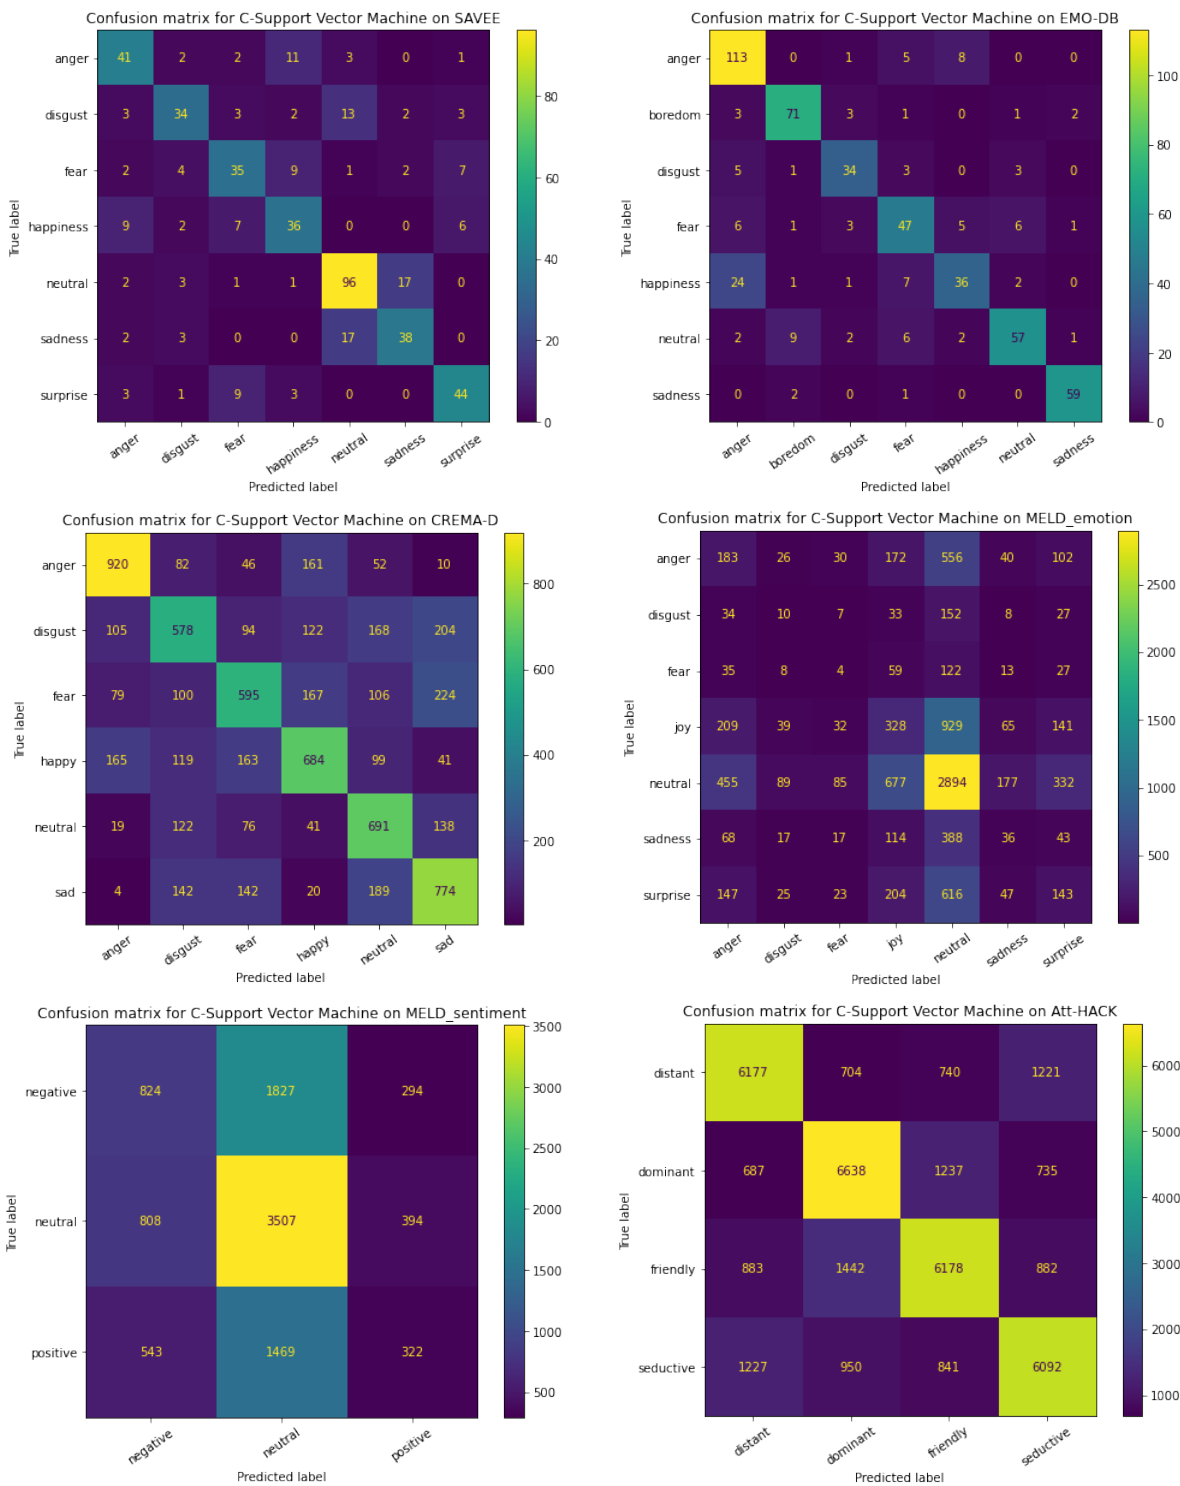 Confusion matrix for C-Support Vector Machine on SAVEE
True label
anger 41 2 2 11 3 0 1
disgust 3 34 3 2 13 2 3
fear 2 4 35 9 1 2 7
happiness 9 2 7 36 0 0 6
neutral 2 3 1 1 96 17 0
sadness 2 3 0 0 17 38 0
surprise 3 1 9 3 0 0 44
anger disgust fear happiness neutral sadness surprise
Predicted label
80
60
40
20
0
Confusion matrix for C-Support Vector Machine on EMO-DB
True label
anger 113 0 1 5 8 0 0
boredom 3 71 3 1 0 1 2
disgust 5 1 34 3 0 3 0
fear 6 1 3 47 5 6 1
happiness 24 1 1 7 36 2 0
neutral 2 9 2 6 2 57 1
sadness 0 2 0 1 0 0 59
anger boredom disgust fear happiness neutral sadness
Predicted label
100
80
60
40
20
0
Confusion matrix for C-Support Vector Machine on CREMA-D
True label
anger 920 82 46 161 52 10
disgust 105 578 94 122 168 204
fear 79 100 595 167 106 224
happy 165 119 163 684 99 41
neutral 19 122 76 41 691 138
sad 4 142 142 20 189 774
anger disgust fear happy neutral sad
Predicted label
800
600
400
200
Confusion matrix for C-Support Vector Machine on MELD_emotion
True label
anger 183 26 30 172 556 40 102
disgust 34 10 7 33 152 8 27
fear 35 8 4 59 122 13 27
joy 209 39 32 328 929 65 141
neutral 455 89 85 677 2894 177 332
sadness 68 17 17 114 388 36 43
surprise 147 25 23 204 616 47 143
anger disgust fear joy neutral sadness surprise
Predicted label
2500
2000
1500
1000
500
Confusion matrix for C-Support Vector Machine on MELD_sentiment
True label
negative 824 1827 294
neutral 808 3507 394
positive 543 1469 322
negative neutral positive
Predicted label
3500
3000
2500
2000
1500
1000
500
Confusion matrix for C-Support Vector Machine on Att-HACK
True label
distant 6177 704 740 1221
dominant 687 6638 1237 735
friendly 883 1442 6178 882
seductive 1227 950 841 6092
distant dominant friendly seductive
Predicted label
6000
5000
4000
3000
2000
1000